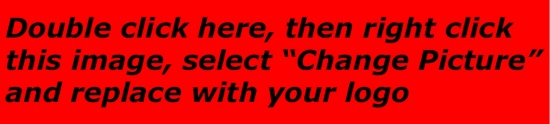 Double click here, then right click
this image, select “Change Picture”
and replace with your logo